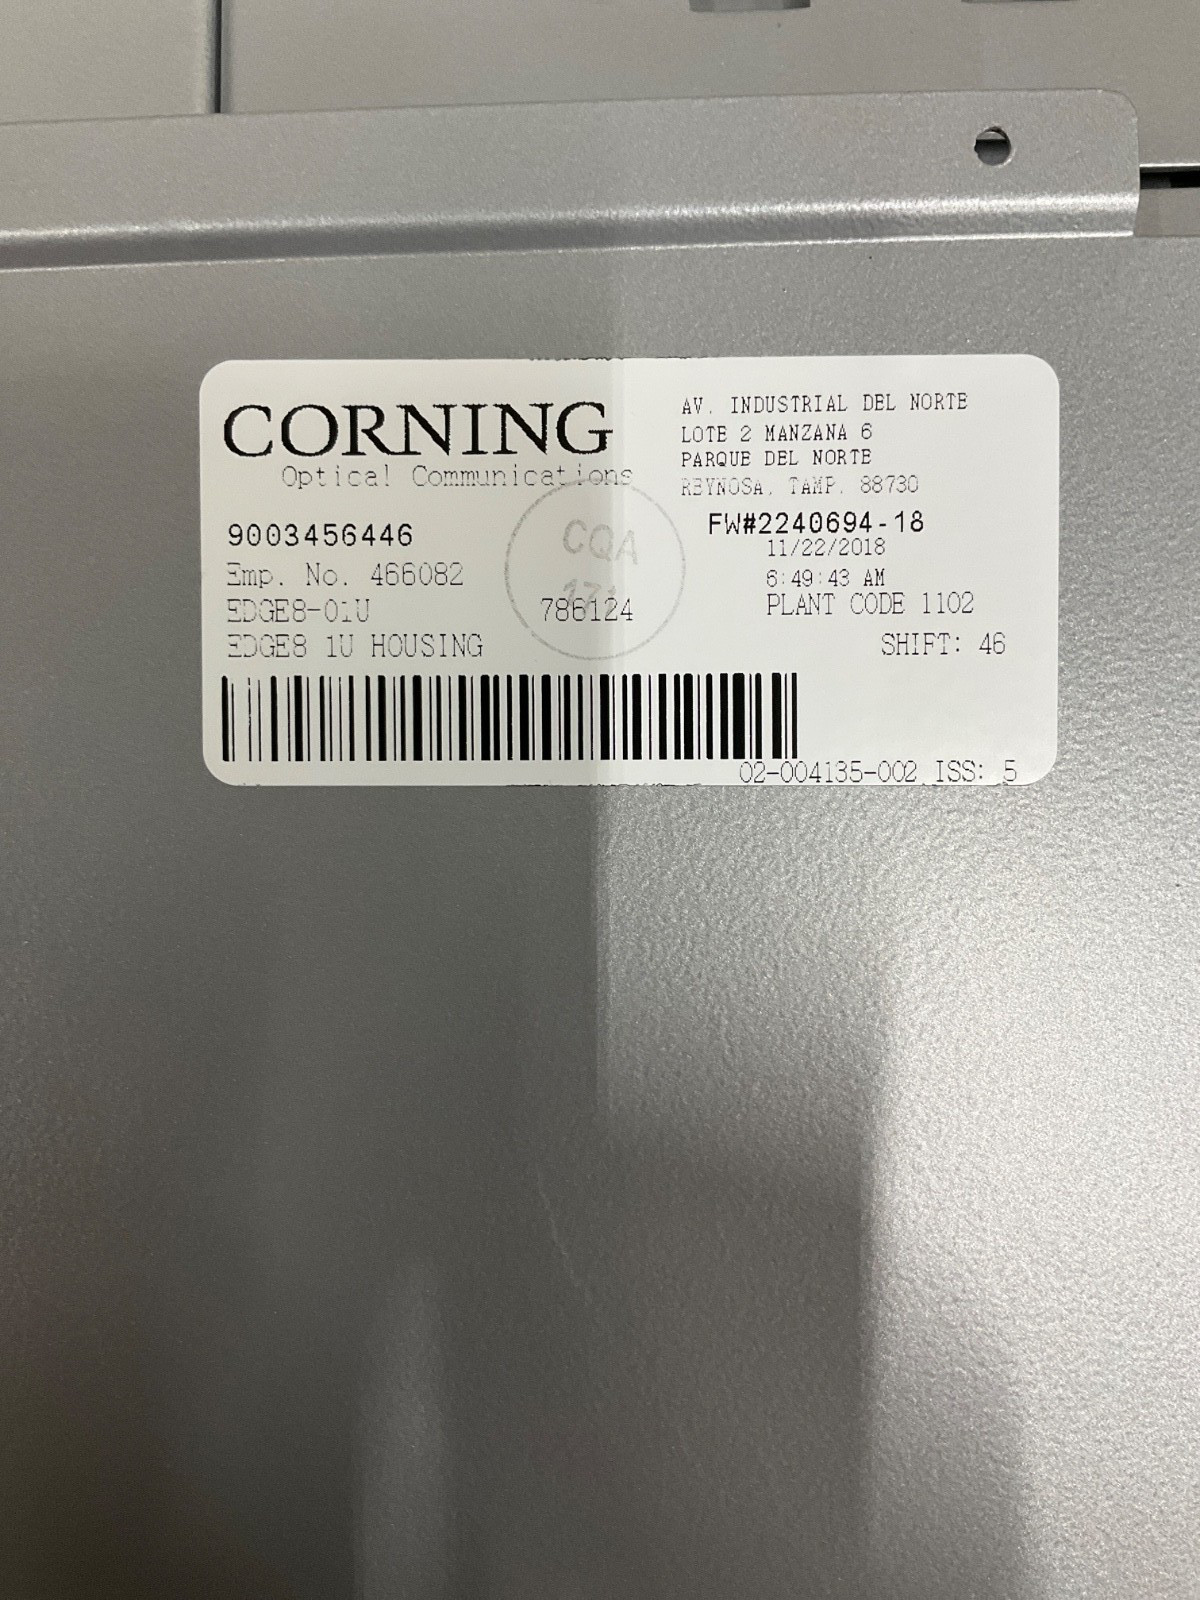 CORNING
Optical Communications
AV. INDUSTRIAL DEL NORTE
LOTE 2 MANZANA 6
PARQUE DEL NORTE
REYNOSA, TAMP. 88730
9003456446
FW#2240694-18
11/22/2018
Emp. No. 466082
6:49:43 AM
EDGE8-01U
786124
PLANT CODE 1102
EDGE8 1U HOUSING
SHIFT: 46
CQA
02-004135-002 ISS: 5